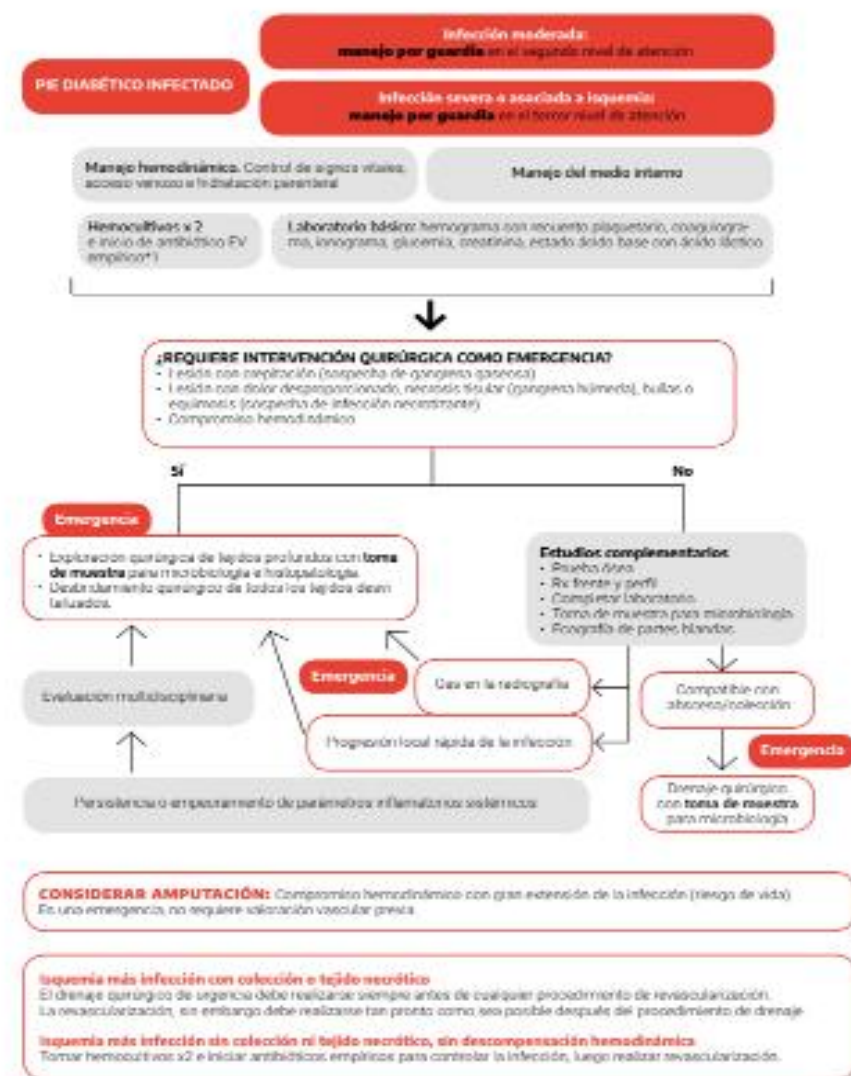 Infección moderada:
manejo por guardia en el segundo nivel de atención
PIE DIABÉTICO INFECTADO
Infección severa o asociada a isquemia:
manejo por guardia en el tercer nivel de atención
Manejo hemodinámico. Control de signos vitales,
acceso venoso e hidratación parenteral
Manejo del medio interno
Hemocultivos x 2
e inicio de antibiótico EV
empírico*1
Laboratorio básico: hemograma con recuento plaquetario, coagulogra-
ma, ionograma, glucemia, creatinina, estado ácido base con ácido láctico
¿REQUIERE INTERVENCIÓN QUIRÚRGICA COMO EMERGENCIA?
• Lesión con crepitación (sospecha de gangrena gaseosa)
• Lesión con dolor desproporcionado, necrosis tisular (gangrena húmeda), bullas o
equimosis (sospecha de infección necrotizante)
• Compromiso hemodinámico
Sí
No
Emergencia
• Exploración quirúrgica de tejidos profundos con toma
de muestra para microbiología e histopatología.
• Desbridamiento quirúrgico de todos los tejidos desvi
talizados.
Estudios complementarios
• Prueba ósea
• Rx frente y perfil
• Completar laboratorio
• Toma de muestra para microbiología
• Ecografía de partes blandas
Emergencia
Gas en la radiografía
Evaluación multidisciplinaria
Compatible con
absceso/colección
Progresión local rápida de la infección
Emergencia
Persistencia o empeoramiento de parámetros inflamatorios sistémicos
Drenaje quirúrgico
con toma de muestra
para microbiología
CONSIDERAR AMPUTACIÓN: Compromiso hemodinámico con gran extensión de la infección (riesgo de vida)
Es una emergencia, no requiere valoración vascular previa
Isquemia más infección con colección o tejido necrótico
El drenaje quirúrgico de urgencia debe realizarse siempre antes de cualquier procedimiento de revascularización.
La revascularización, sin embargo debe realizarse tan pronto como sea posible después del procedimiento de drenaje
Isquemia más infección sin colección ni tejido necrótico, sin descompensación hemodinámica
Tomar hemocultivos x2 e iniciar antibióticos empíricos para controlar la infección, luego realizar revascularización.